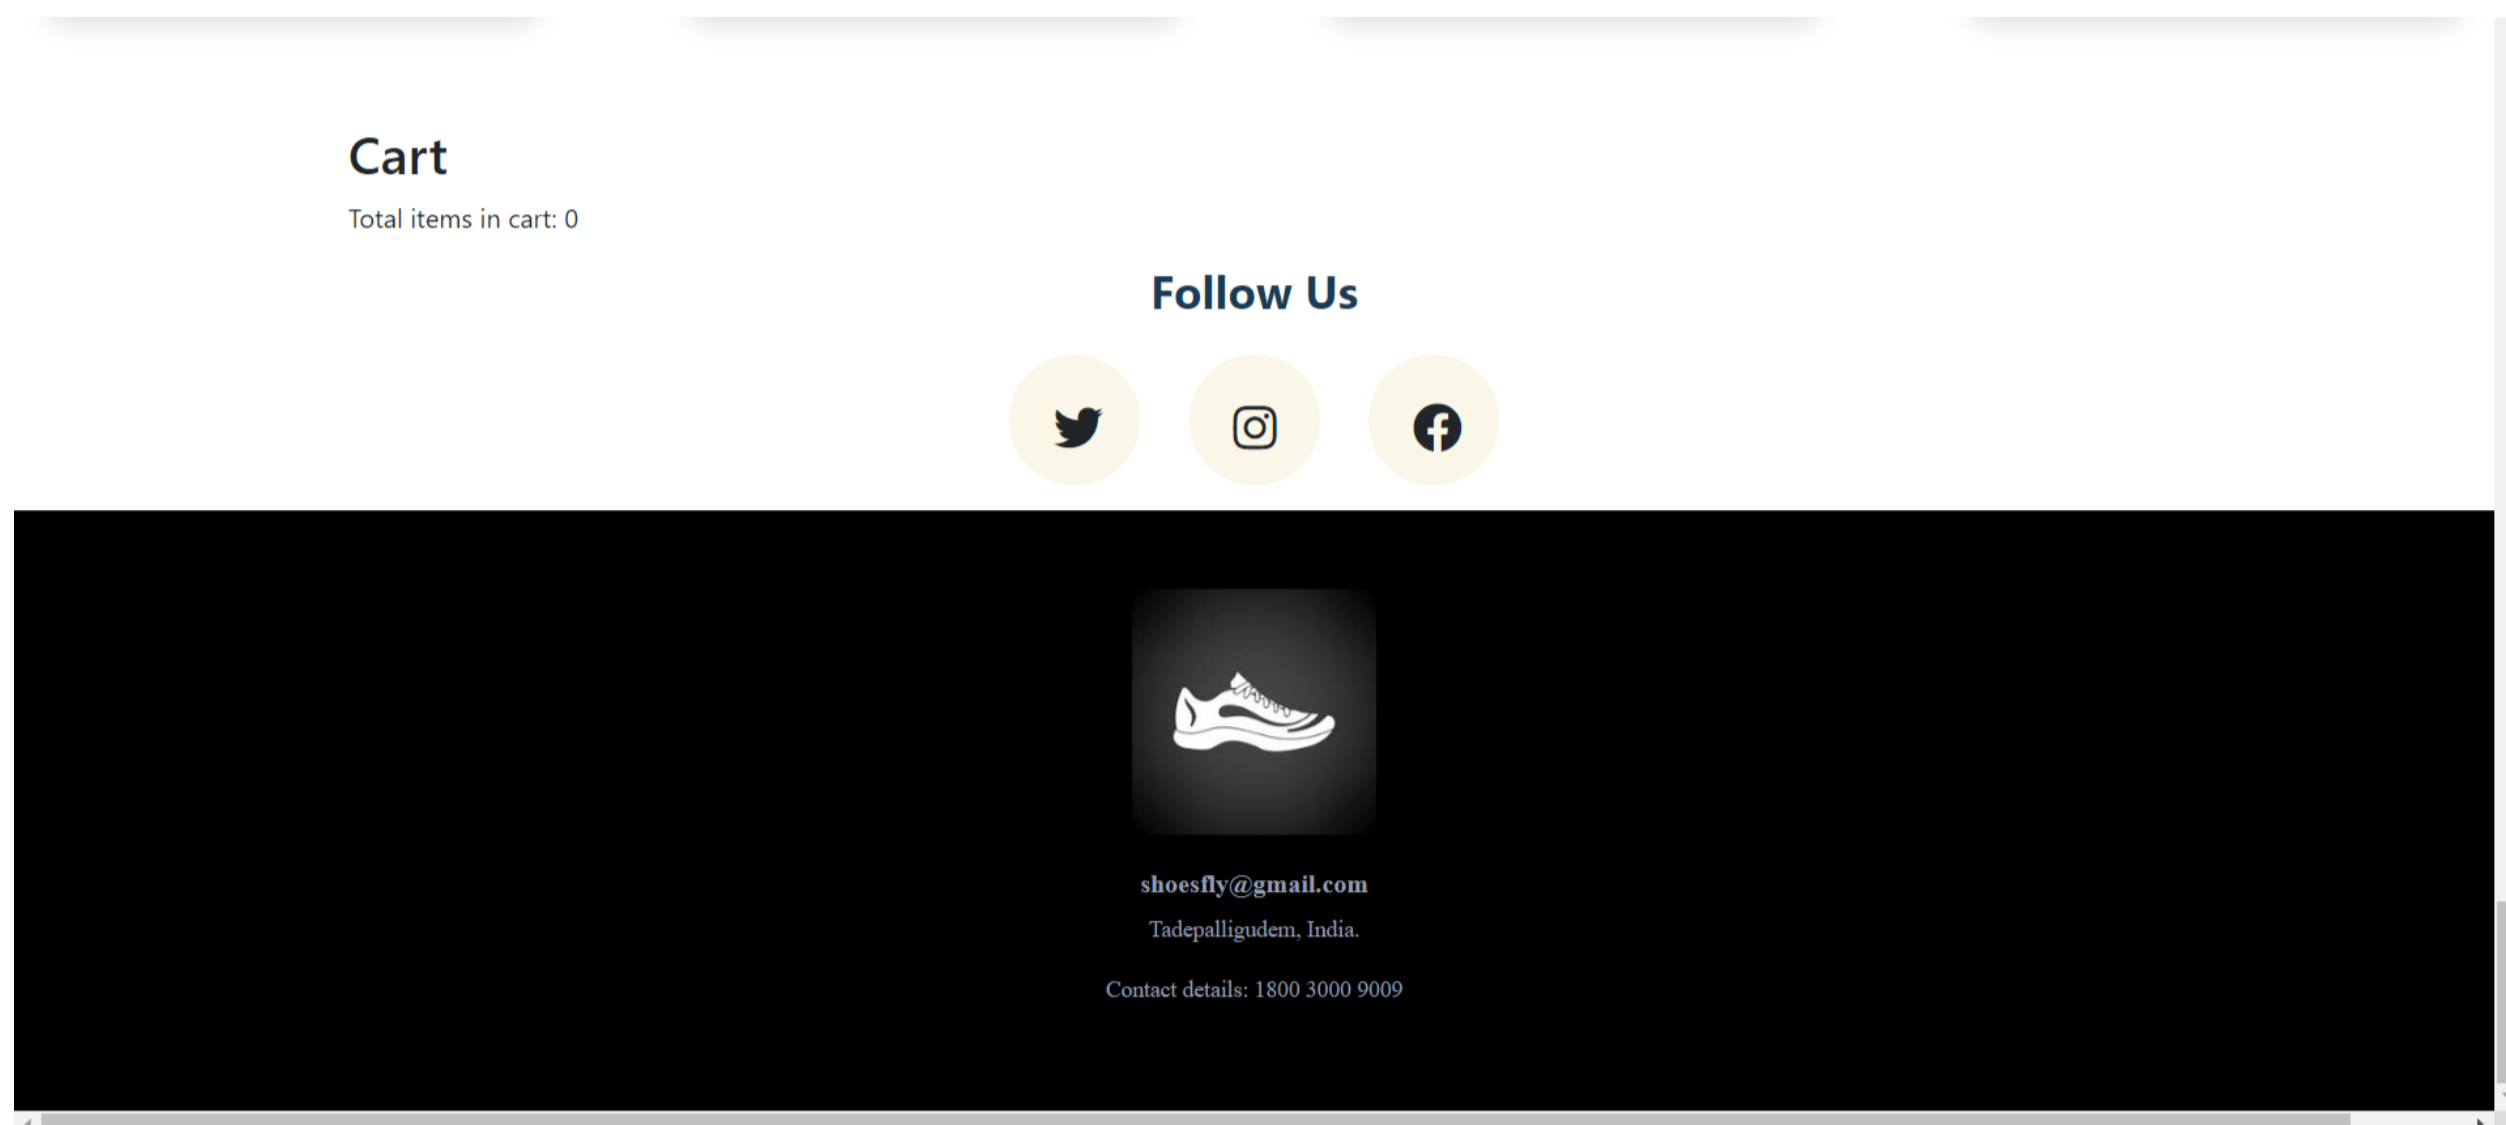 Cart
Total items in cart: 0
Follow Us
shoesfly@gmail.com
Tadepalligudem, India.
Contact details: 1800 3000 9009